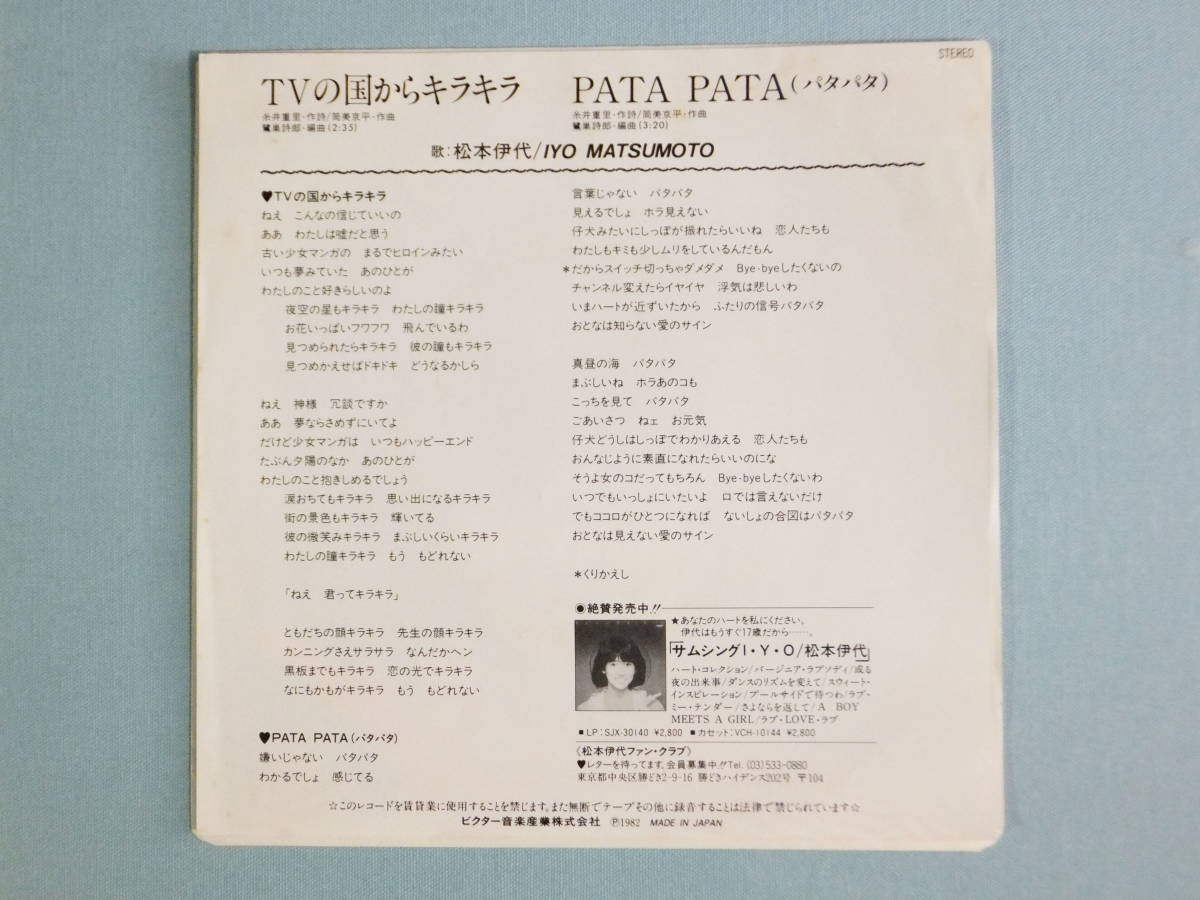 STEREO
TVの国からキラキラ
糸井重里・作詩/筒美京平・作曲
鷺巣詩郎・編曲(2:35)
PATA PATA(パタパタ)
糸井重里・作詩/筒美京平・作曲
鷺巣詩郎・編曲(3:20)
歌:松本伊代/IYO MATSUMOTO
♥TVの国からキラキラ
ねえ こんなの信じていいの
ああ わたしは嘘だと思う
古い少女マンガの まるでヒロインみたい
いつも夢みていた あのひとが
わたしのこと好きらしいのよ
夜空の星もキラキラ わたしの瞳キラキラ
お花いっぱいフワフワ 飛んでいるわ
見つめられたらキラキラ 彼の瞳もキラキラ
見つめかえせばドキドキ どうなるかしら
ねえ 神様 冗談ですか
ああ 夢ならさめずにいてよ
だけど少女マンガは いつもハッピーエンド
たぶん夕陽のなか あのひとが
わたしのこと抱きしめるでしょう
涙おちてもキラキラ 思い出になるキラキラ
街の景色もキラキラ 輝いてる
彼の微笑みキラキラ まぶしいくらいキラキラ
わたしの瞳キラキラ もう もどれない
「ねえ 君ってキラキラ」
ともだちの顔キラキラ 先生の顔キラキラ
カンニングさえサラサラ なんだかヘン
黒板までもキラキラ 恋の光でキラキラ
なにもかもがキラキラ もう もどれない
♥PATA PATA(パタパタ)
嫌いじゃない パタパタ
わかるでしょ 感じてる
言葉じゃない パタパタ
見えるでしょ ホラ見えない
仔犬みたいにしっぽが振れたらいいね 恋人たちも
わたしもキミも少しムリをしているんだもん
*だからスイッチ切っちゃダメダメ Bye・byeしたくないの
チャンネル変えたらイヤイヤ 浮気は悲しいわ
いまハートが近ずいたから ふたりの信号パタパタ
おとなは知らない愛のサイン
真昼の海 パタパタ
まぶしいね ホラあのコも
こっちを見て パタパタ
ごあいさつ ねェ お元気
仔犬どうしはしっぽでわかりあえる 恋人たちも
おんなじように素直になれたらいいのにな
そうよ女のコだってもちろん Bye・byeしたくないわ
いつでもいっしょにいたいよ 口では言えないだけ
でもココロがひとつになれば ないしょの合図はパタパタ
おとなは見えない愛のサイン
*くりかえし
◉絶賛発売中!!
★あなたのハートを私にください。
伊代はもうすぐ17歳だから……。
「サムシングI・Y・O/松本伊代」
ハート・コレクション/バージニア・ラプソディ/或る
夜の出来事/ダンスのリズムを変えて/スウィート・
インスピレーション/プールサイドで待つわ/ラブ・
ミー・テンダー/さよならを返して/A BOY
MEETS A GIRL/ラブ・LOVE・ラブ
■LP:SJX-30140 ¥2,800 ■カセット:VCH-10144 ¥2,800
《松本伊代ファン・クラブ》
♥レターを待ってます。会員募集中!!Tel.(03)533-0880
東京都中央区勝どき2-9-16 勝どきハイデンス202号 〒104
☆このレコードを賃貸業に使用することを禁じます。また無断でテープその他に録音することは法律で禁じられています☆
ビクター音楽産業株式会社 Ⓟ1982 MADE IN JAPAN